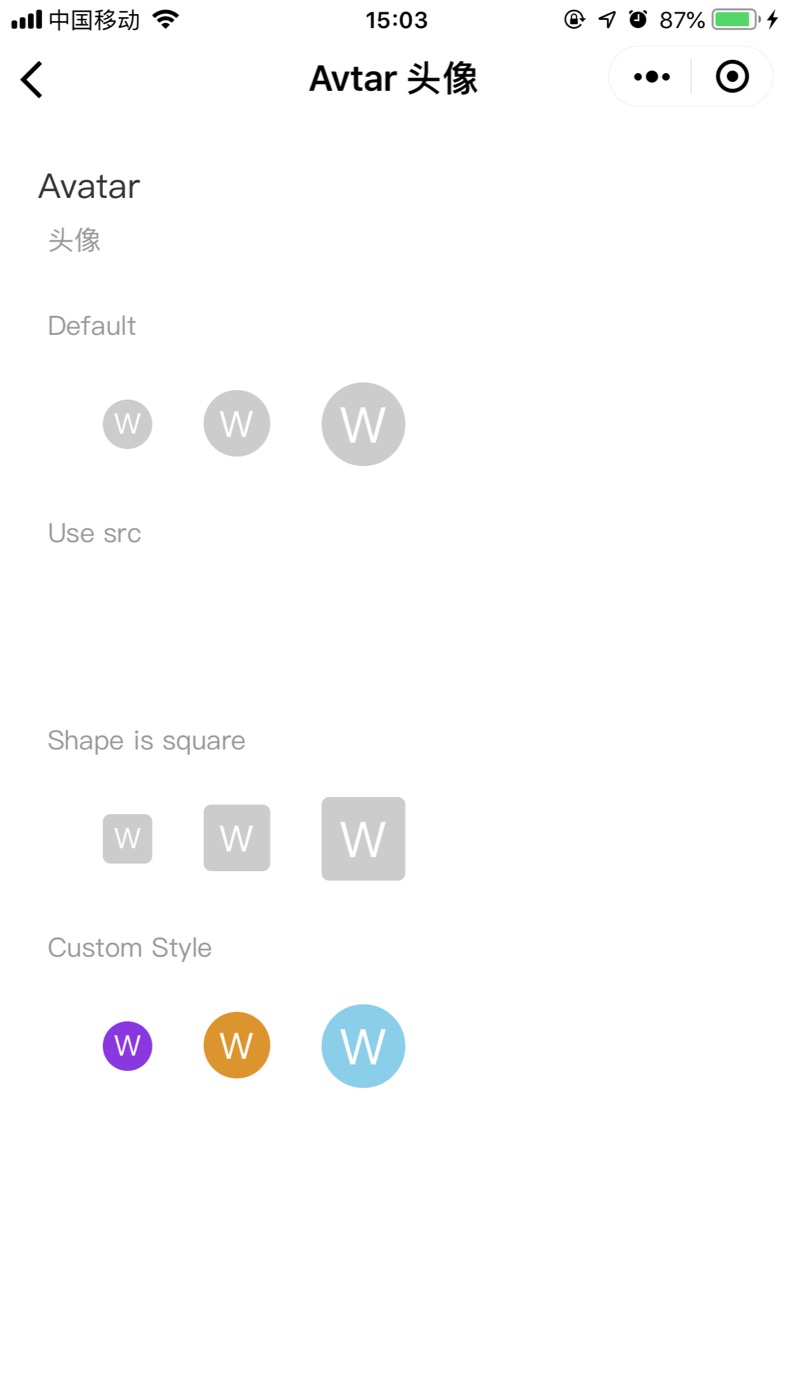 中国移动 15:03 87%
Avtar 头像
Avatar
头像
Default
W W W
Use src
Shape is square
W W W
Custom Style
W W W